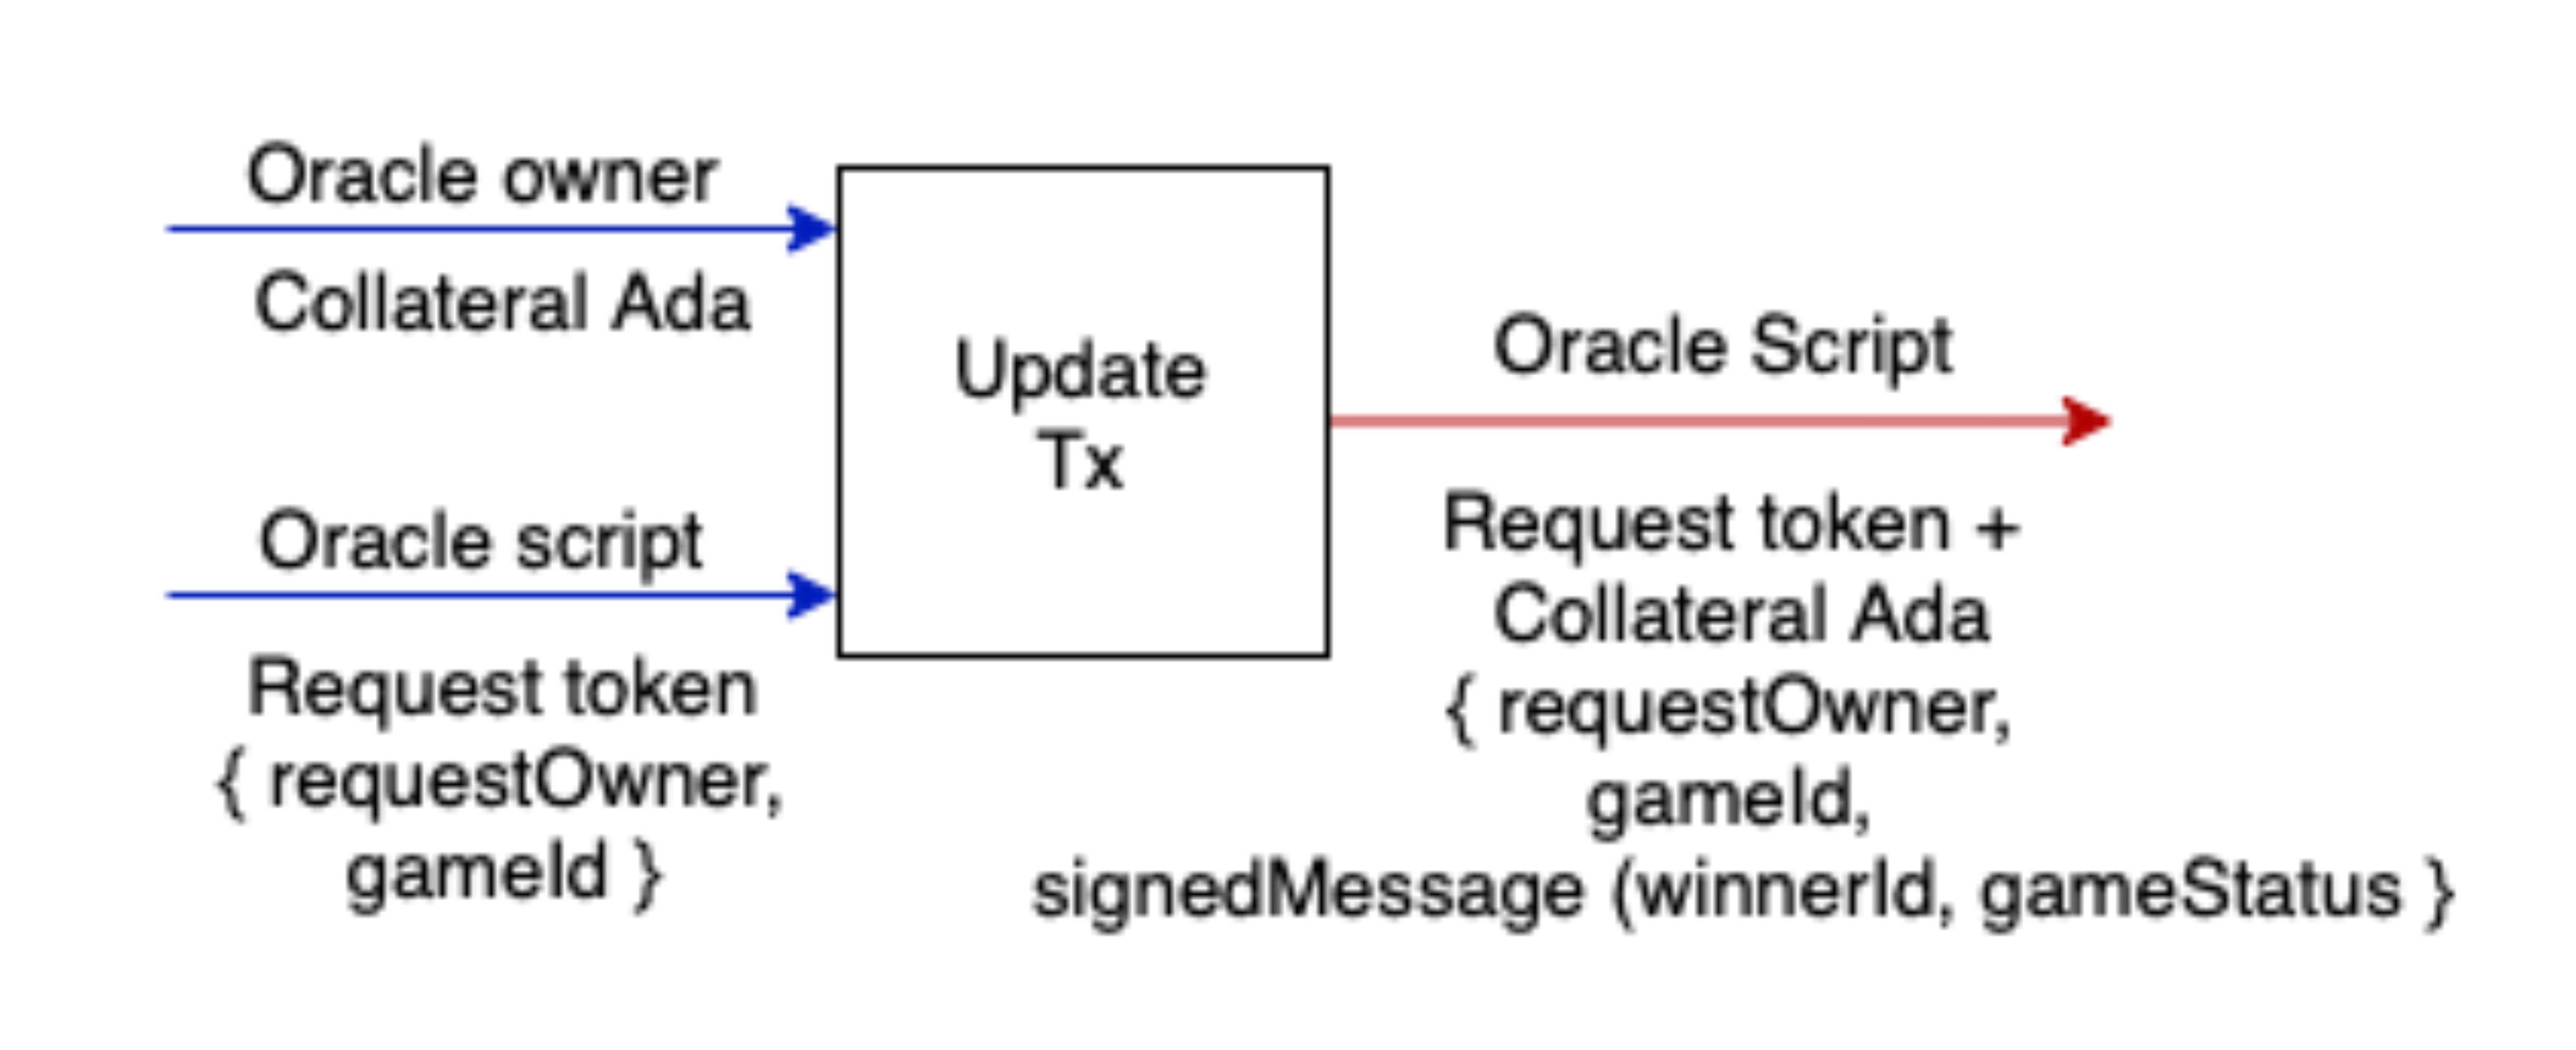 Oracle owner
Collateral Ada
Oracle script
Request token
{ requestOwner,
gameId }
Update
Tx
Oracle Script
Request token +
Collateral Ada
{ requestOwner,
gameId,
signedMessage (winnerId, gameStatus }